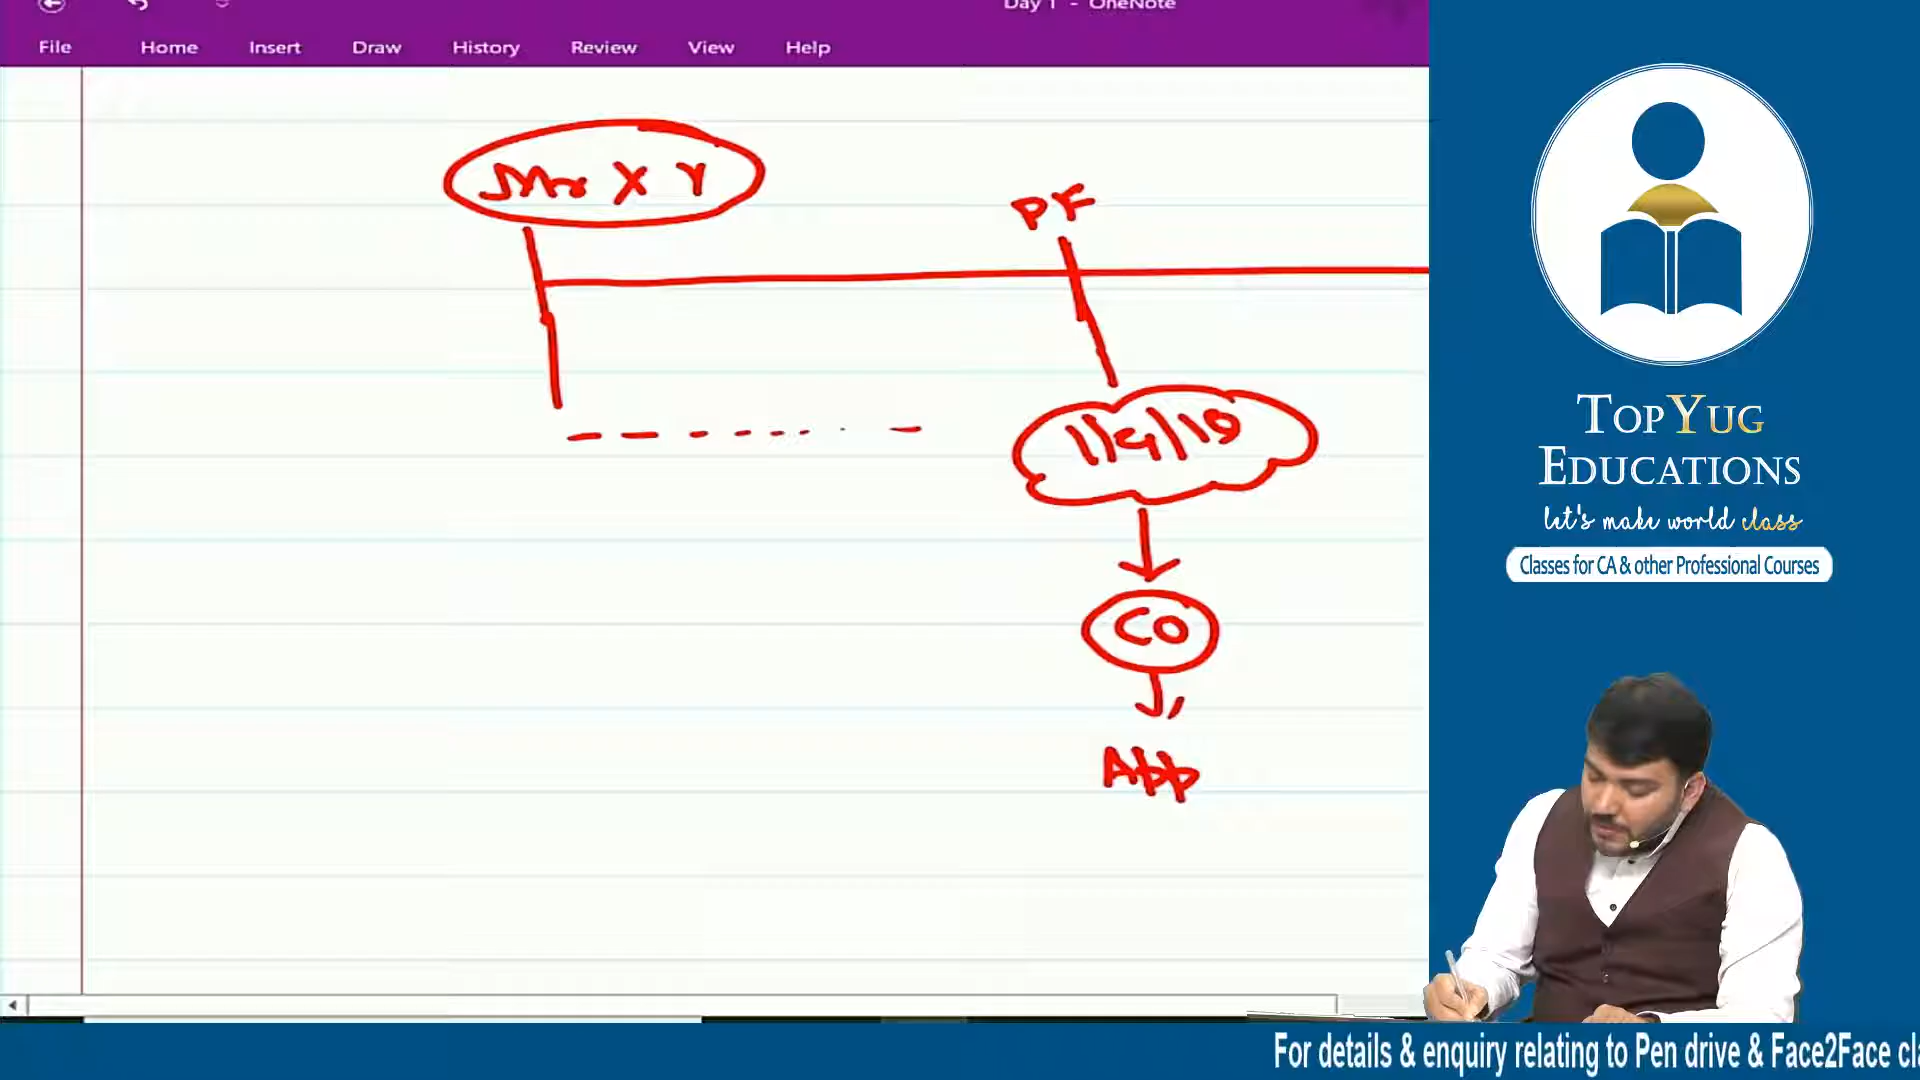 Day 1 - OneNote
File Home Insert Draw History Review View Help
Mr X Y
PF
1/4/19
CO
App
TOPYUG
EDUCATIONS
let's make world class
Classes for CA & other Professional Courses
For details & enquiry relating to Pen drive & Face2Face cla